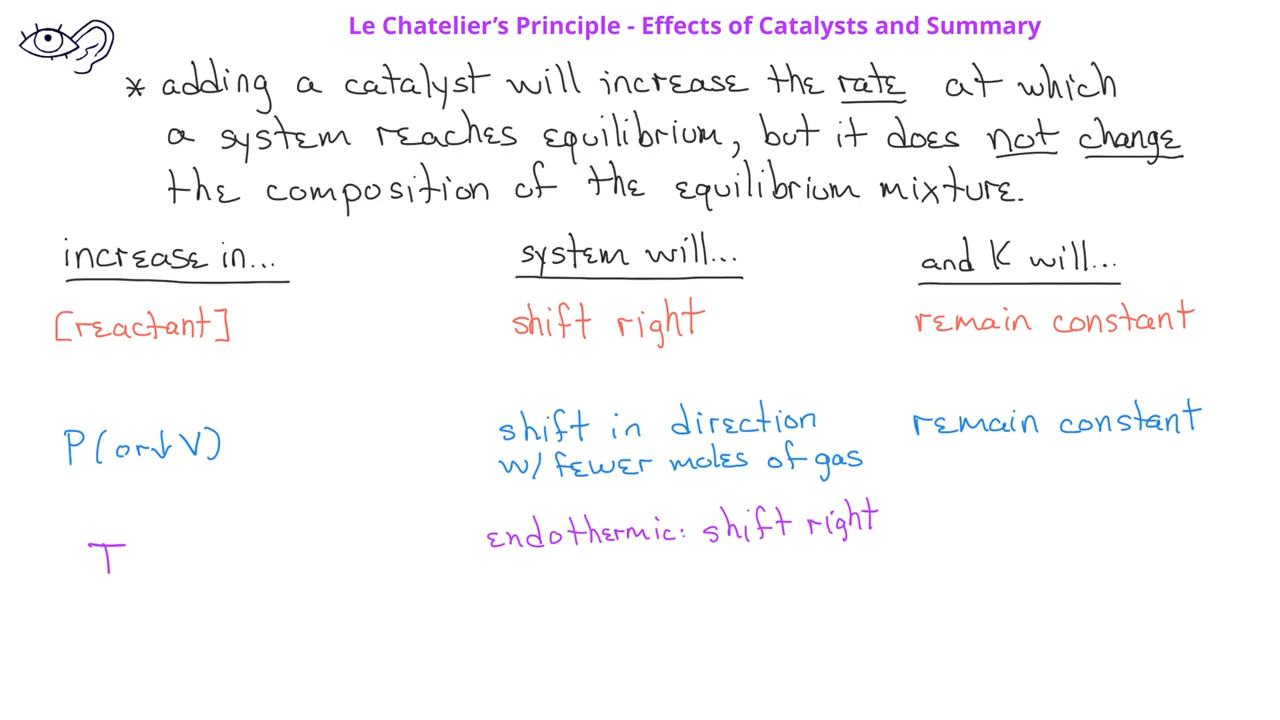 Le Chatelier's Principle - Effects of Catalysts and Summary
* adding a catalyst will increase the rate at which
a system reaches equilibrium, but it does not change
the composition of the equilibrium mixture.
increase in... system will... and K will...
[reactant] shift right remain constant
P(or↓V) shift in direction w/ fewer moles of gas remain constant
T endothermic: shift right